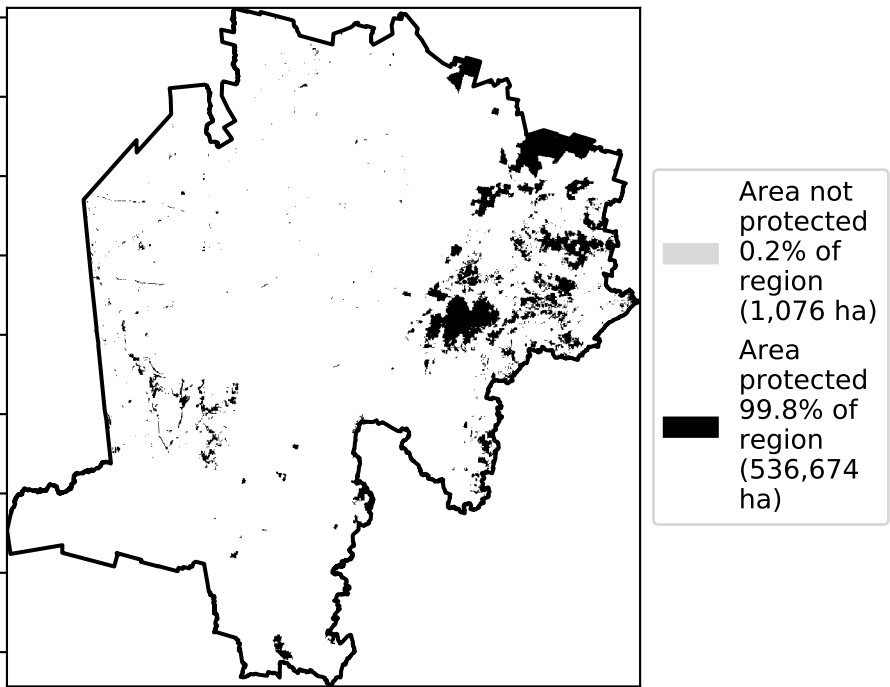 Area not
protected
0.2% of
region
(1,076 ha)
Area
protected
99.8% of
region
(536,674
ha)